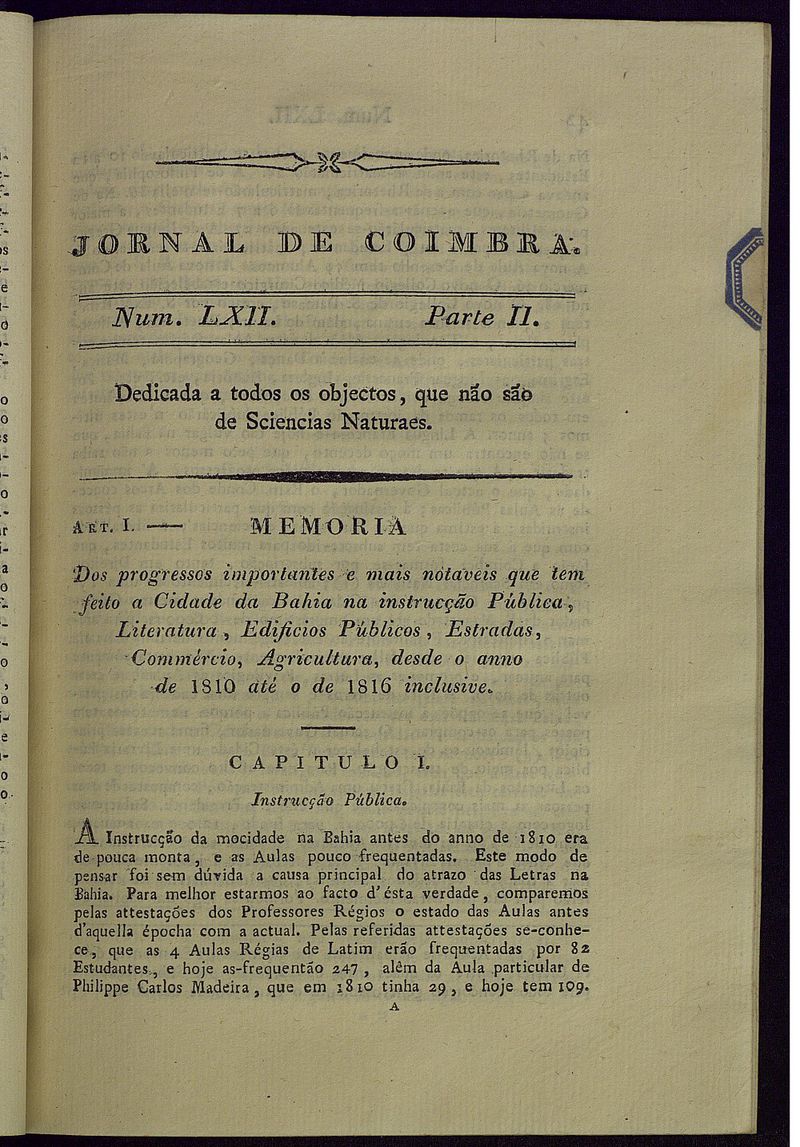 JORNAL DE COIMBRA.
Num. LXII. Parte II.
Dedicada a todos os objectos, que não são
de Sciencias Naturaes.
ART. I. — MEMORIA
Dos progressos importantes e mais notaveis que tem
feito a Cidade da Bahia na instrucção Pública,
Literatura, Edificios Públicos, Estradas,
Commércio, Agricultura, desde o anno
de 1810 até o de 1816 inclusive.
CAPITULO I.
Instrucção Pública.
A Instrucção da mocidade na Bahia antes do anno de 1810 era
de pouca monta, e as Aulas pouco frequentadas. Este modo de
pensar foi sem dúvida a causa principal do atrazo das Letras na
Bahia. Para melhor estarmos ao facto d'ésta verdade, comparemos
pelas attestações dos Professores Régios o estado das Aulas antes
d'aquella épocha com a actual. Pelas referidas attestações se-conhe-
ce, que as 4 Aulas Régias de Latim erão frequentadas por 82
Estudantes, e hoje as-frequentão 247, alêm da Aula particular de
Philippe Carlos Madeira, que em 1810 tinha 29, e hoje tem 109.
A